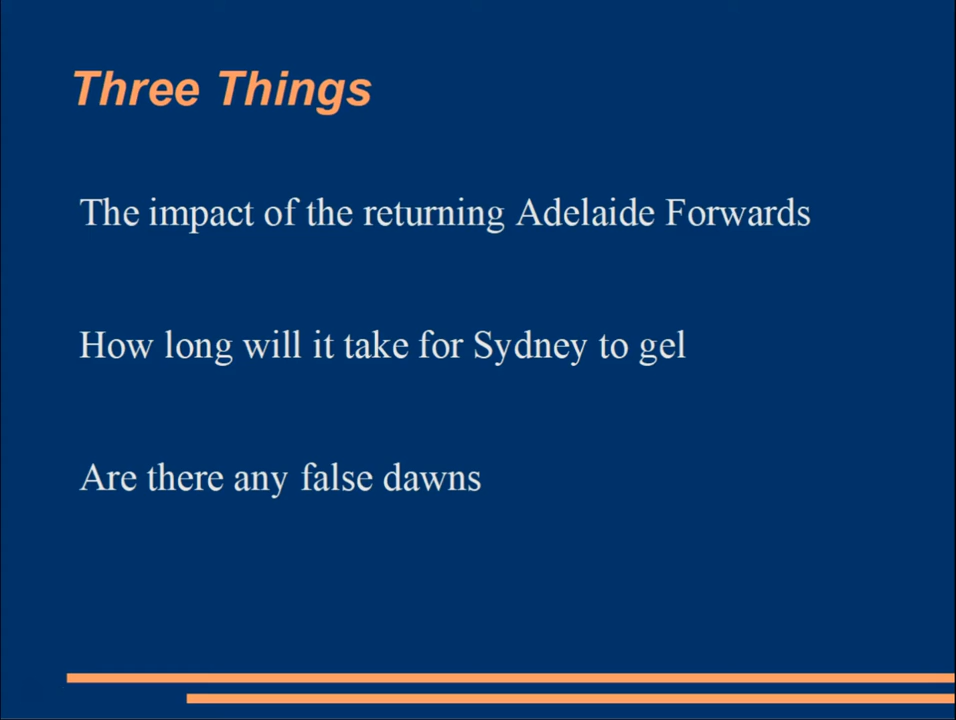 Three Things
The impact of the returning Adelaide Forwards
How long will it take for Sydney to gel
Are there any false dawns